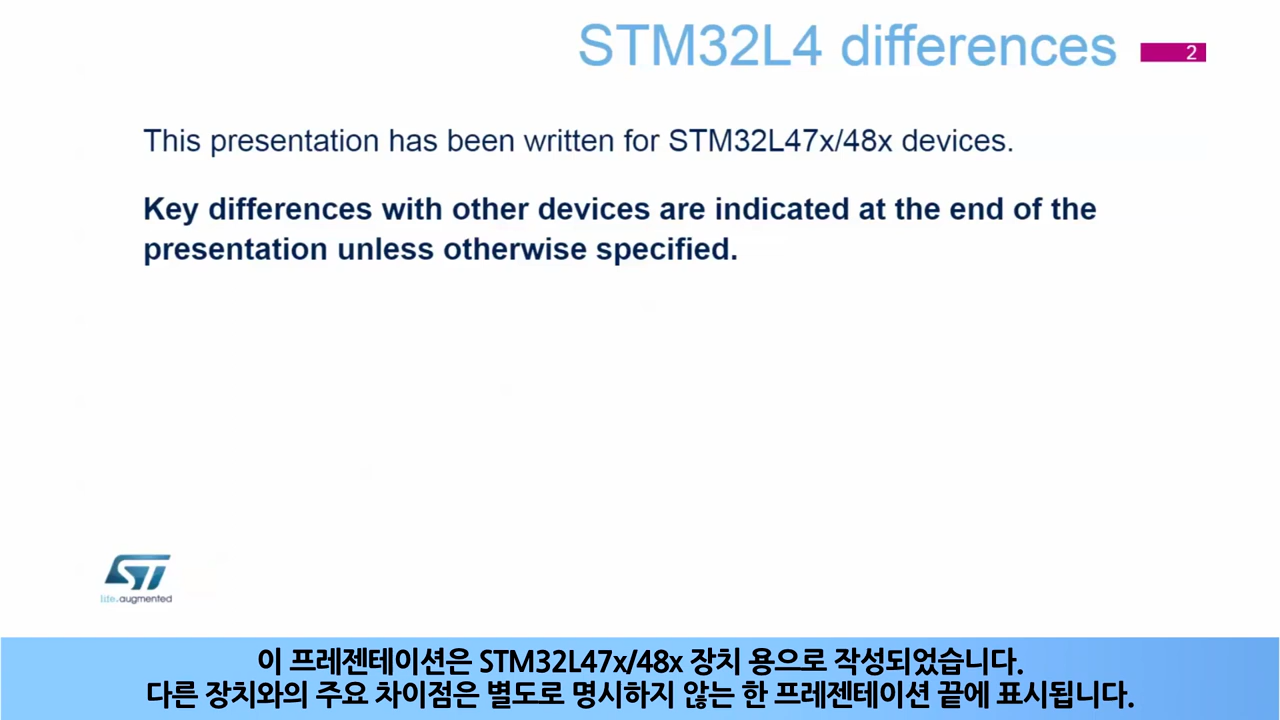 STM32L4 differences
2
This presentation has been written for STM32L47x/48x devices.
Key differences with other devices are indicated at the end of the
presentation unless otherwise specified.
ST
life.augmented
이 프레젠테이션은 STM32L47x/48x 장치 용으로 작성되었습니다.
다른 장치와의 주요 차이점은 별도로 명시하지 않는 한 프레젠테이션 끝에 표시됩니다.